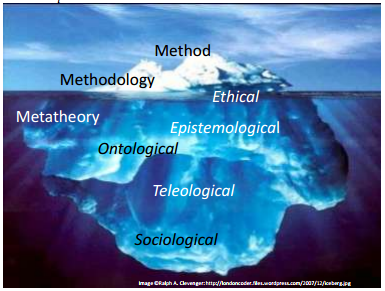 Method
Methodology
Ethical
Metatheory
Epistemological
Ontological
Teleological
Sociological
Image ©Ralph A. Clevenger: http://londoncoder.files.wordpress.com/2007/12/iceberg.jpg